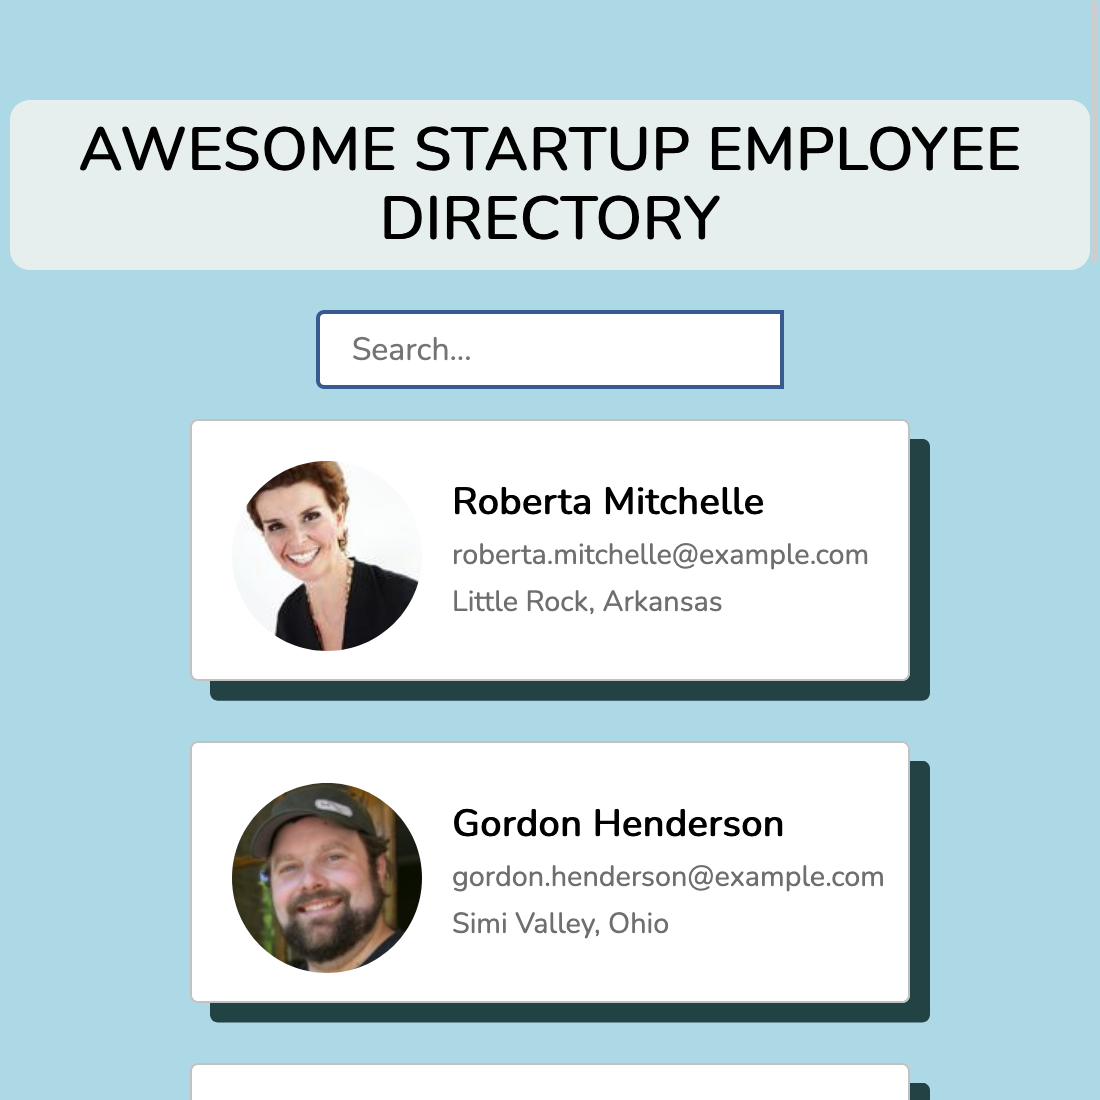 AWESOME STARTUP EMPLOYEE
DIRECTORY
Search...
Roberta Mitchelle
roberta.mitchelle@example.com
Little Rock, Arkansas
Gordon Henderson
gordon.henderson@example.com
Simi Valley, Ohio